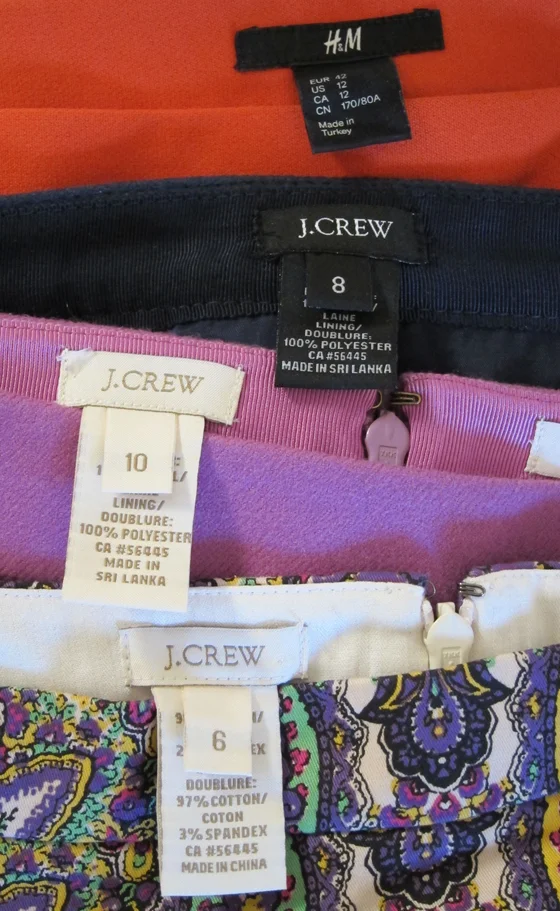 H&M
EUR 42
US 12
CA 12
CN 170/80A
Made in
Turkey
J.CREW
8
LAINE
LINING/
DOUBLURE:
100% POLYESTER
CA #56445
MADE IN SRI LANKA
J.CREW
10
LINING/
DOUBLURE:
100% POLYESTER
CA #56445
MADE IN
SRI LANKA
J.CREW
6
DOUBLURE:
97% COTTON/
COTON
3% SPANDEX
CA #56445
MADE IN CHINA